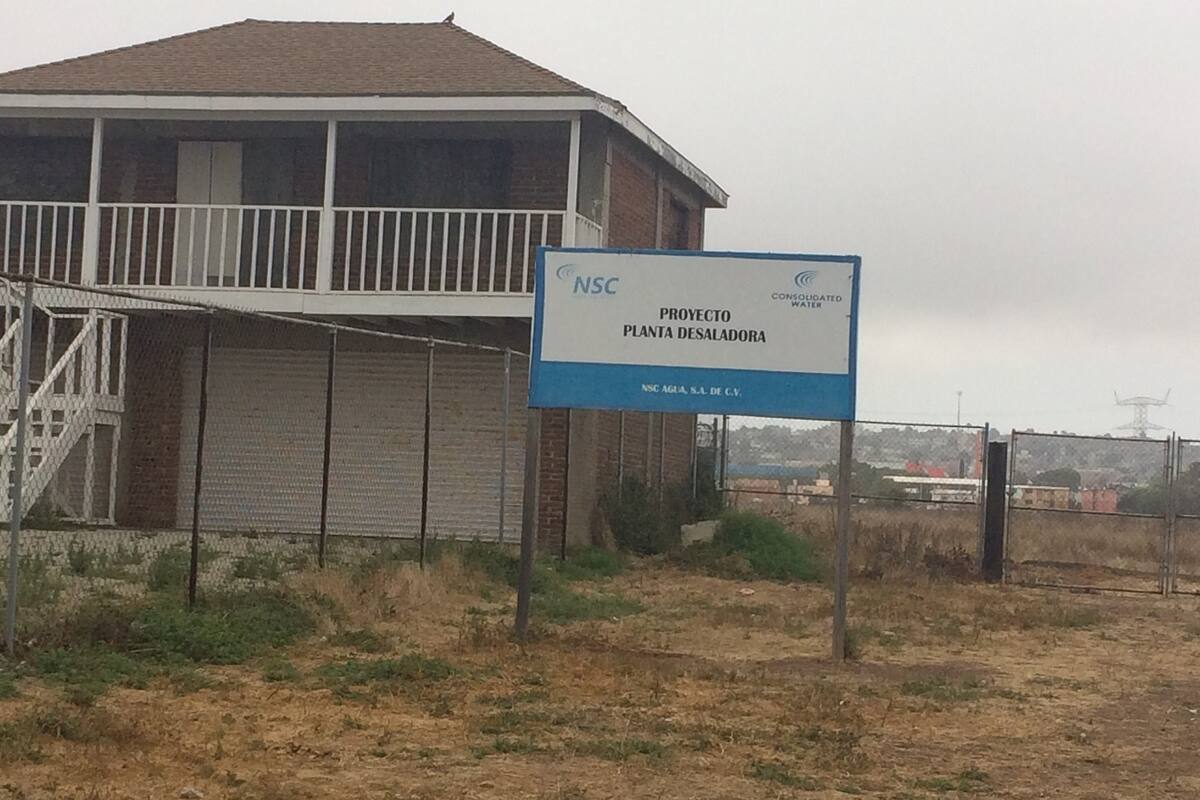 NSC
CONSOLIDATED
WATER
PROYECTO
PLANTA DESALADORA
NSC AGUA, S.A. DE C.V.